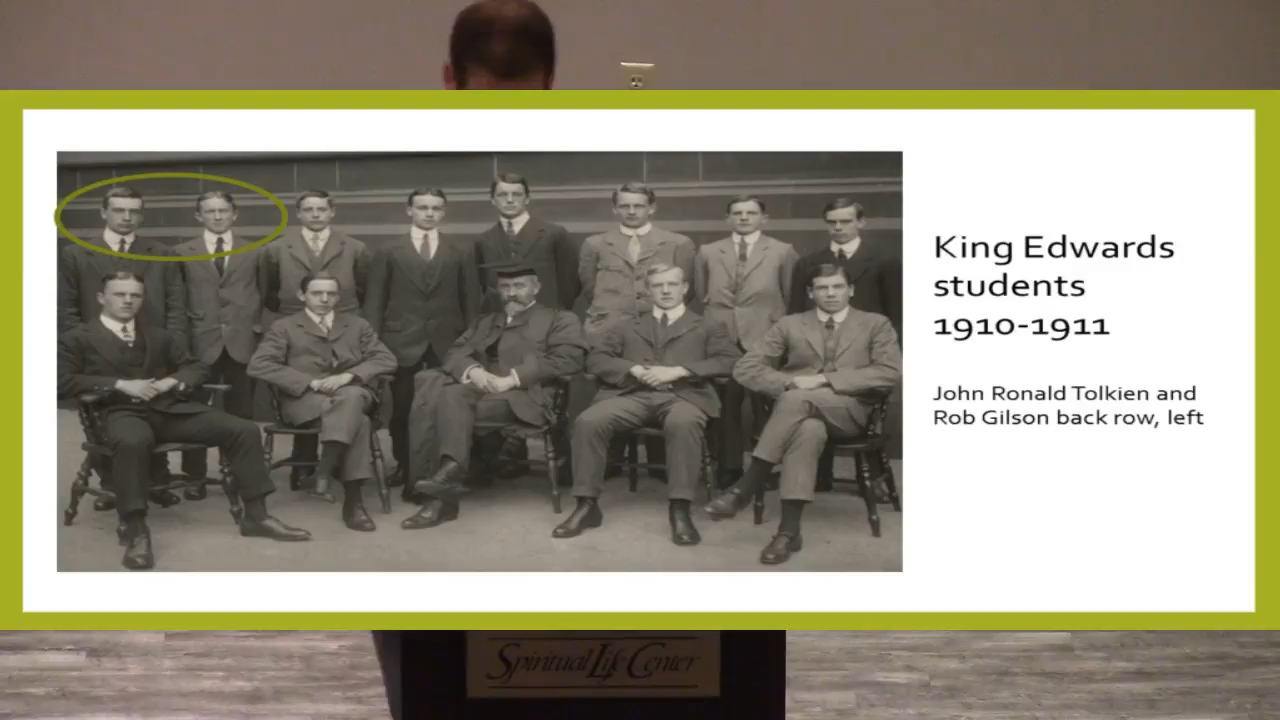 King Edwards
students
1910-1911
John Ronald Tolkien and
Rob Gilson back row, left
Spiritual Life Center